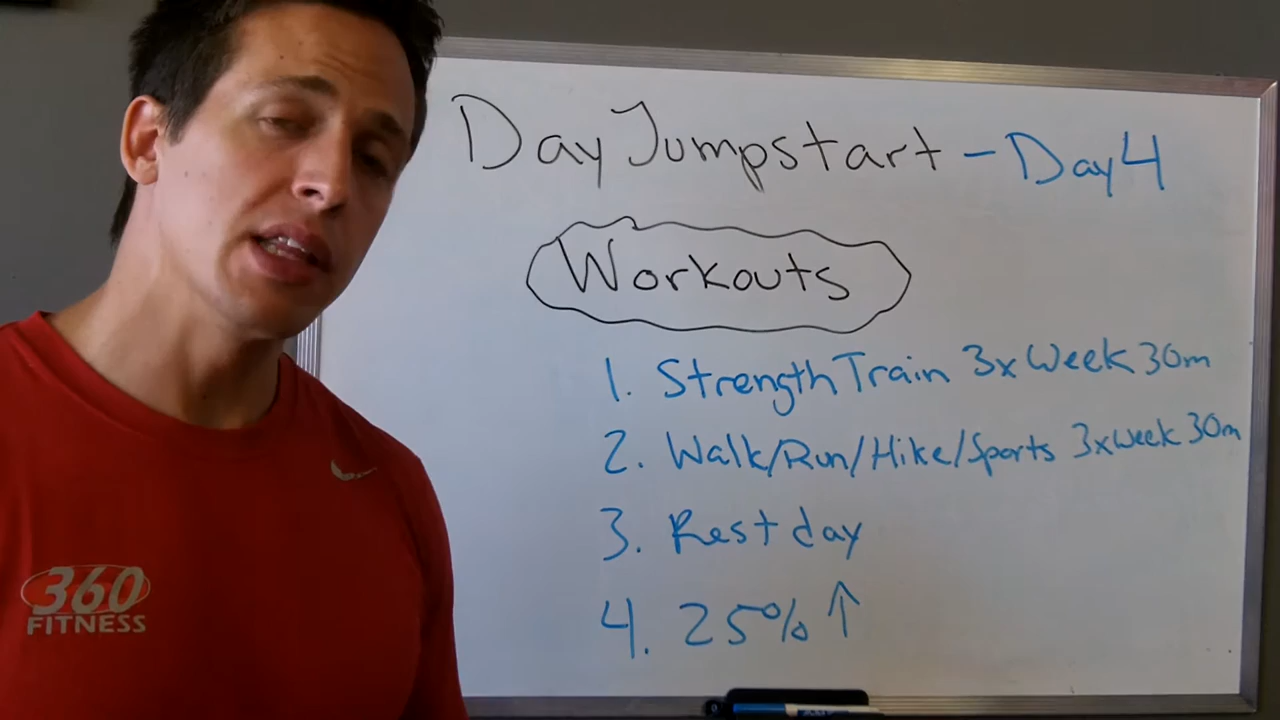 Day Jumpstart - Day 4
Workouts
1. Strength Train 3x Week 30m
2. Walk/Run/Hike/Sports 3xWeek 30m
3. Rest day
4. 25% ↑
360
FITNESS